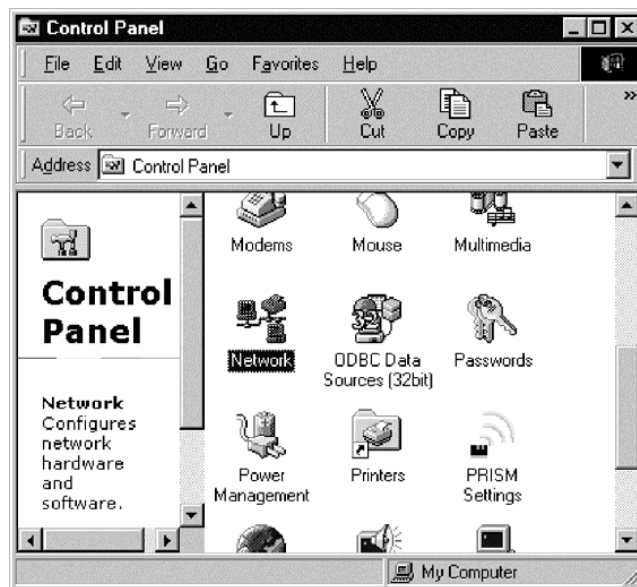 Control Panel
File Edit View Go Favorites Help
Back Forward Up Cut Copy Paste »
Address Control Panel
Modems Mouse Multimedia
Control
Panel
Network
Configures
network
hardware
and
software.
Network ODBC Data
Sources (32bit) Passwords
32
Power
Management Printers PRISM
Settings
My Computer